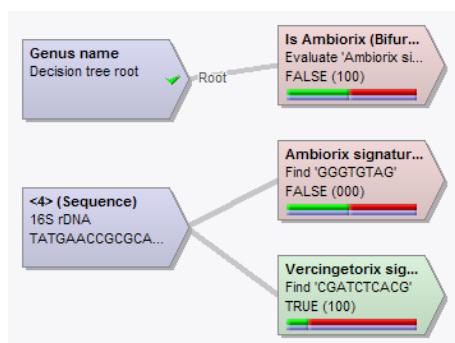 Genus name
Decision tree root
Root
Is Ambiorix (Bifur...
Evaluate 'Ambiorix si...
FALSE (100)
<4> (Sequence)
16S rDNA
TATGAACCGCGCA...
Ambiorix signatur...
Find 'GGGTGTAG'
FALSE (000)
Vercingetorix sig...
Find 'CGATCTCACG'
TRUE (100)